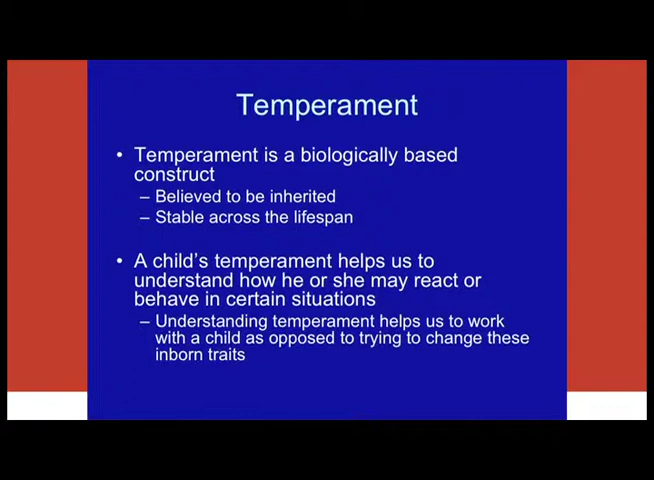 Temperament
• Temperament is a biologically based
construct
– Believed to be inherited
– Stable across the lifespan
• A child's temperament helps us to
understand how he or she may react or
behave in certain situations
– Understanding temperament helps us to work
with a child as opposed to trying to change these
inborn traits